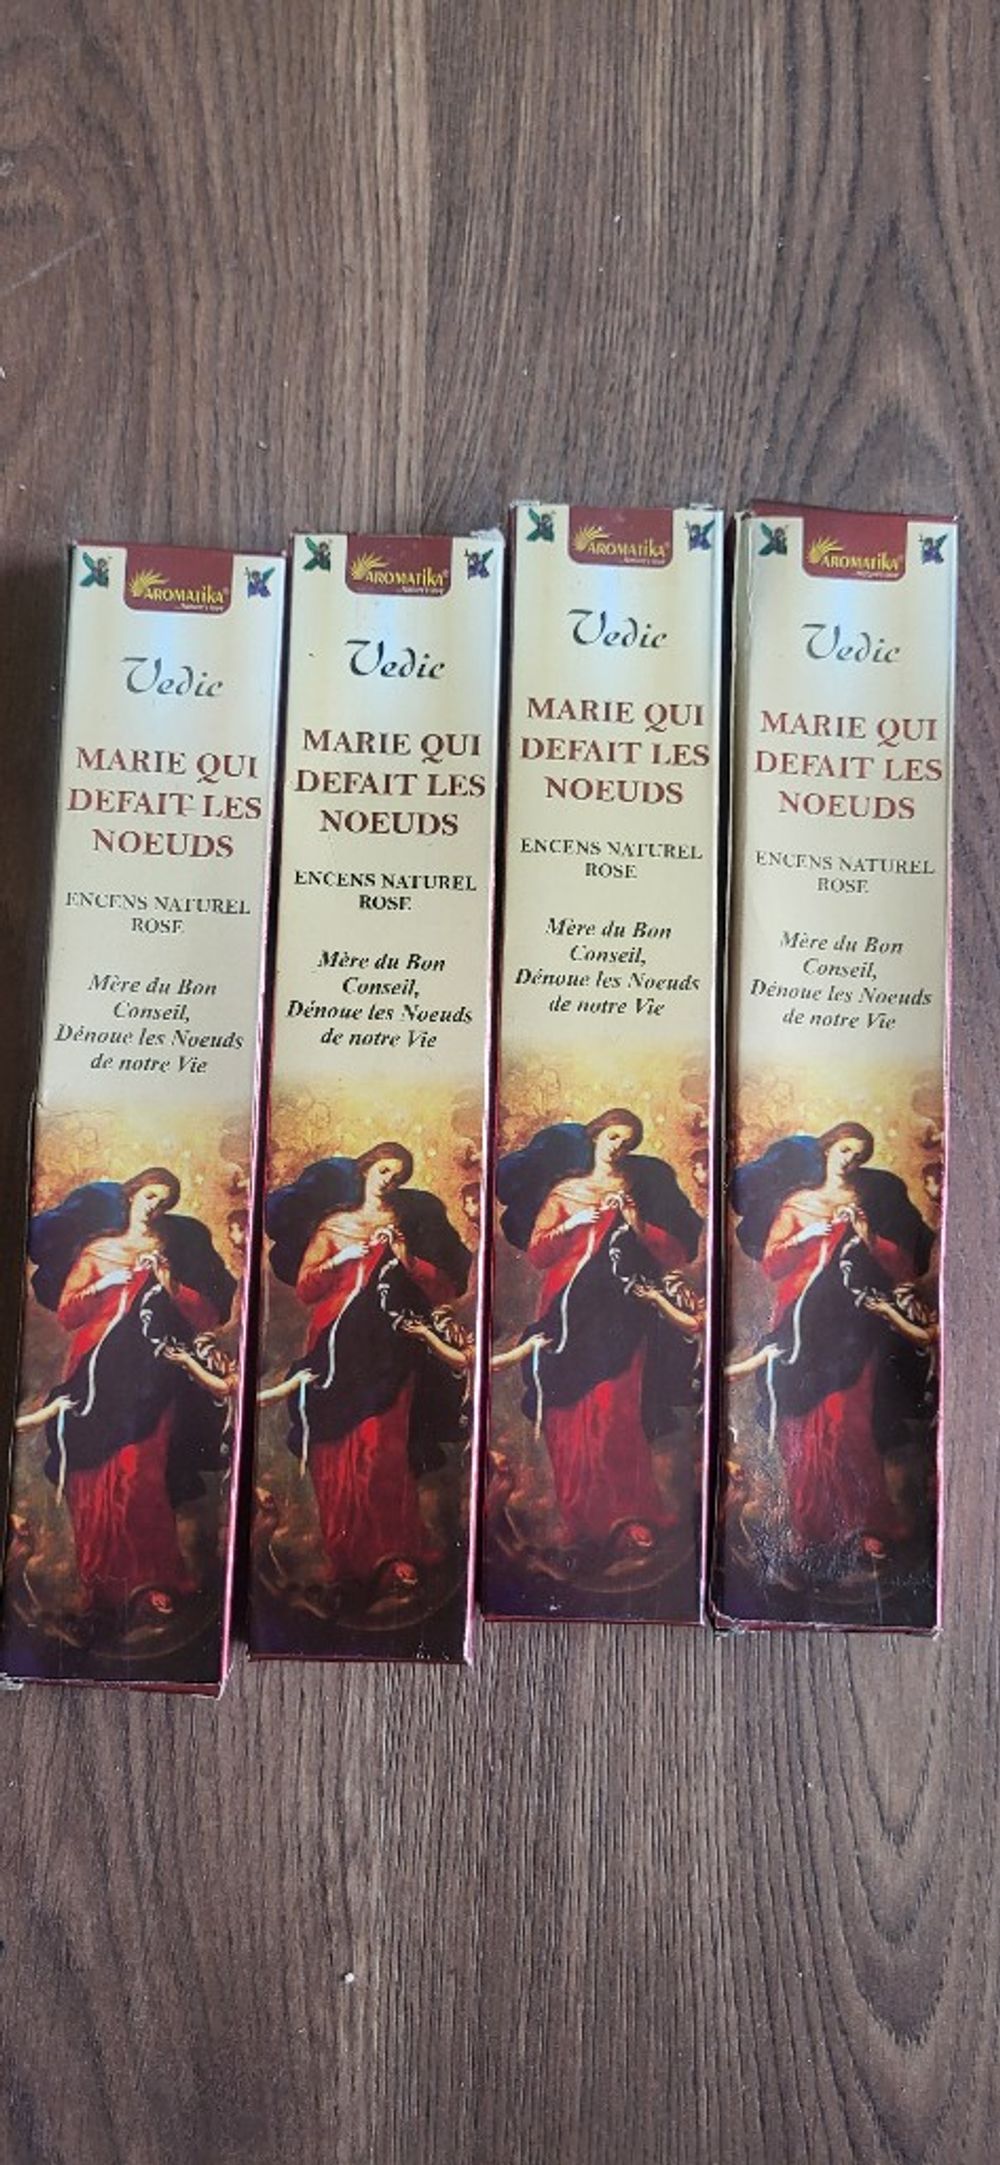 AROMATIKA
Vedic
MARIE QUI
DEFAIT LES
NOEUDS
ENCENS NATUREL
ROSE
Mère du Bon
Conseil,
Dénoue les Noeuds
de notre Vie
AROMATIKA
Vedic
MARIE QUI
DEFAIT LES
NOEUDS
ENCENS NATUREL
ROSE
Mère du Bon
Conseil,
Dénoue les Noeuds
de notre Vie
AROMATIKA
Vedic
MARIE QUI
DEFAIT LES
NOEUDS
ENCENS NATUREL
ROSE
Mère du Bon
Conseil,
Dénoue les Noeuds
de notre Vie
AROMATIKA
Vedic
MARIE QUI
DEFAIT LES
NOEUDS
ENCENS NATUREL
ROSE
Mère du Bon
Conseil,
Dénoue les Noeuds
de notre Vie